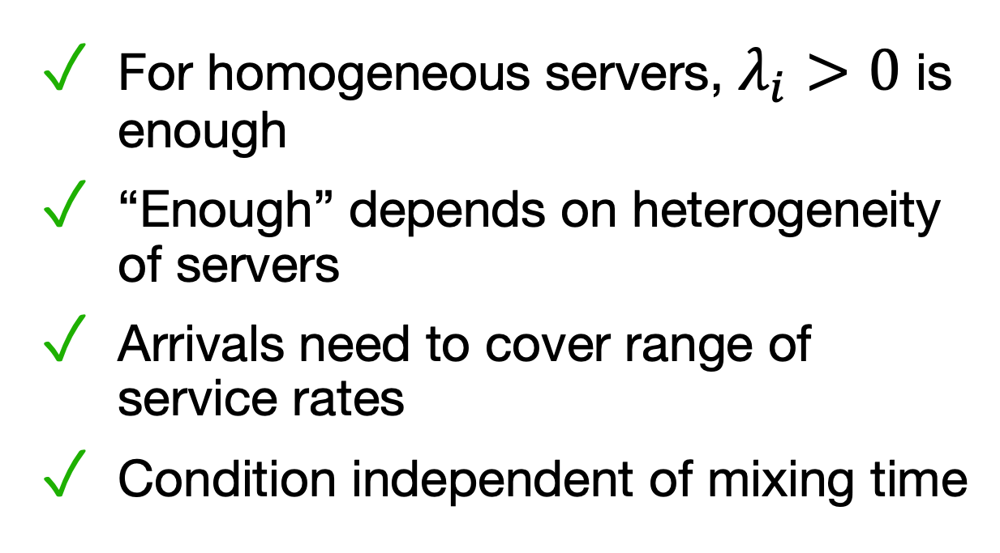 ✓ For homogeneous servers, λᵢ > 0 is
enough
✓ “Enough” depends on heterogeneity
of servers
✓ Arrivals need to cover range of
service rates
✓ Condition independent of mixing time